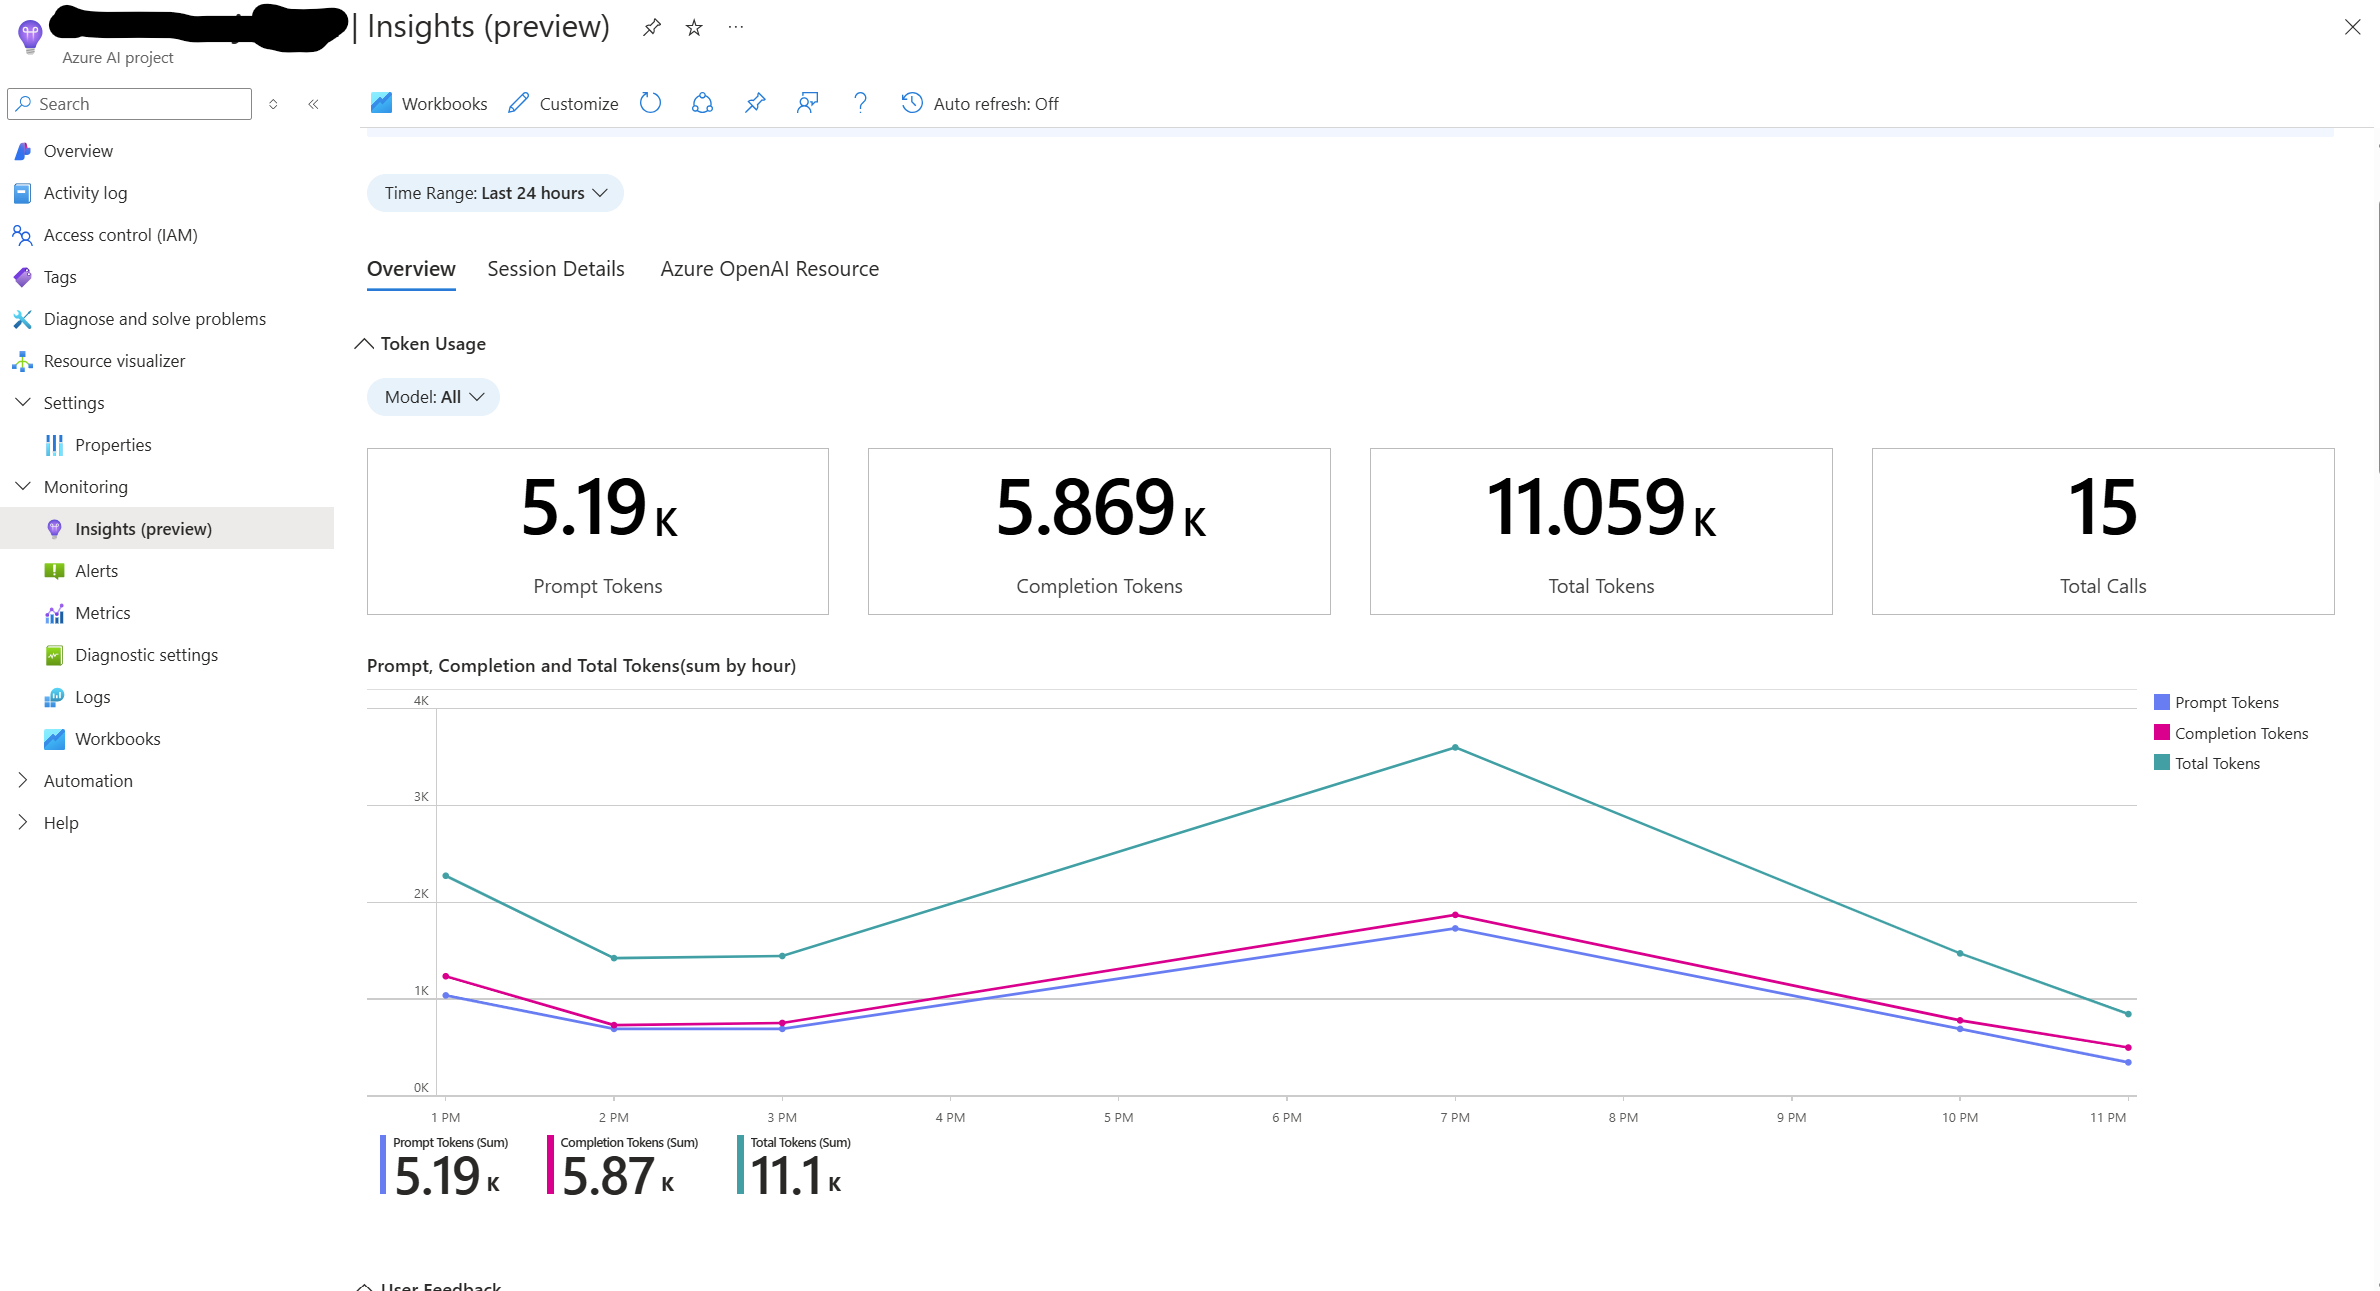 | Insights (preview)
Azure AI project
Search
Overview
Activity log
Access control (IAM)
Tags
Diagnose and solve problems
Resource visualizer
Settings
Properties
Monitoring
Insights (preview)
Alerts
Metrics
Diagnostic settings
Logs
Workbooks
Automation
Help
Workbooks Customize Auto refresh: Off
Time Range: Last 24 hours
Overview Session Details Azure OpenAI Resource
Token Usage
Model: All
5.19 K
Prompt Tokens
5.869 K
Completion Tokens
11.059 K
Total Tokens
15
Total Calls
Prompt, Completion and Total Tokens(sum by hour)
4K
3K
2K
1K
0K
1 PM 2 PM 3 PM 4 PM 5 PM 6 PM 7 PM 8 PM 9 PM 10 PM 11 PM
Prompt Tokens
Completion Tokens
Total Tokens
Prompt Tokens (Sum)
5.19 K
Completion Tokens (Sum)
5.87 K
Total Tokens (Sum)
11.1 K
User Feedback